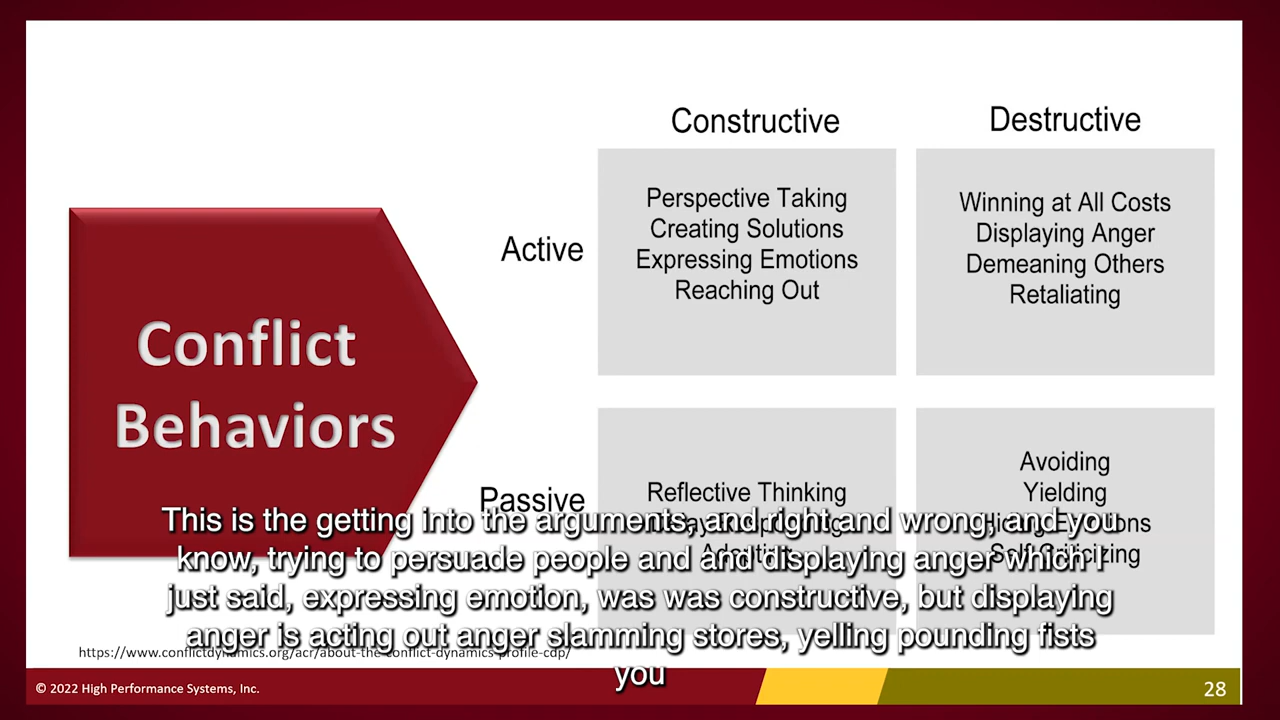 Constructive
Destructive
Active
Perspective Taking
Creating Solutions
Expressing Emotions
Reaching Out
Winning at All Costs
Displaying Anger
Demeaning Others
Retaliating
Conflict
Behaviors
Passive
Reflective Thinking
Avoiding
Yielding
Hiding Emotions
Self-Criticizing
This is the getting into the arguments, and right and wrong, and you
know, trying to persuade people and and displaying anger which I
just said, expressing emotion, was was constructive, but displaying
anger is acting out anger slamming stores, yelling pounding fists
you
https://www.conflictdynamics.org/acr/about-the-conflict-dynamics-profile-cdp/
© 2022 High Performance Systems, Inc.
28